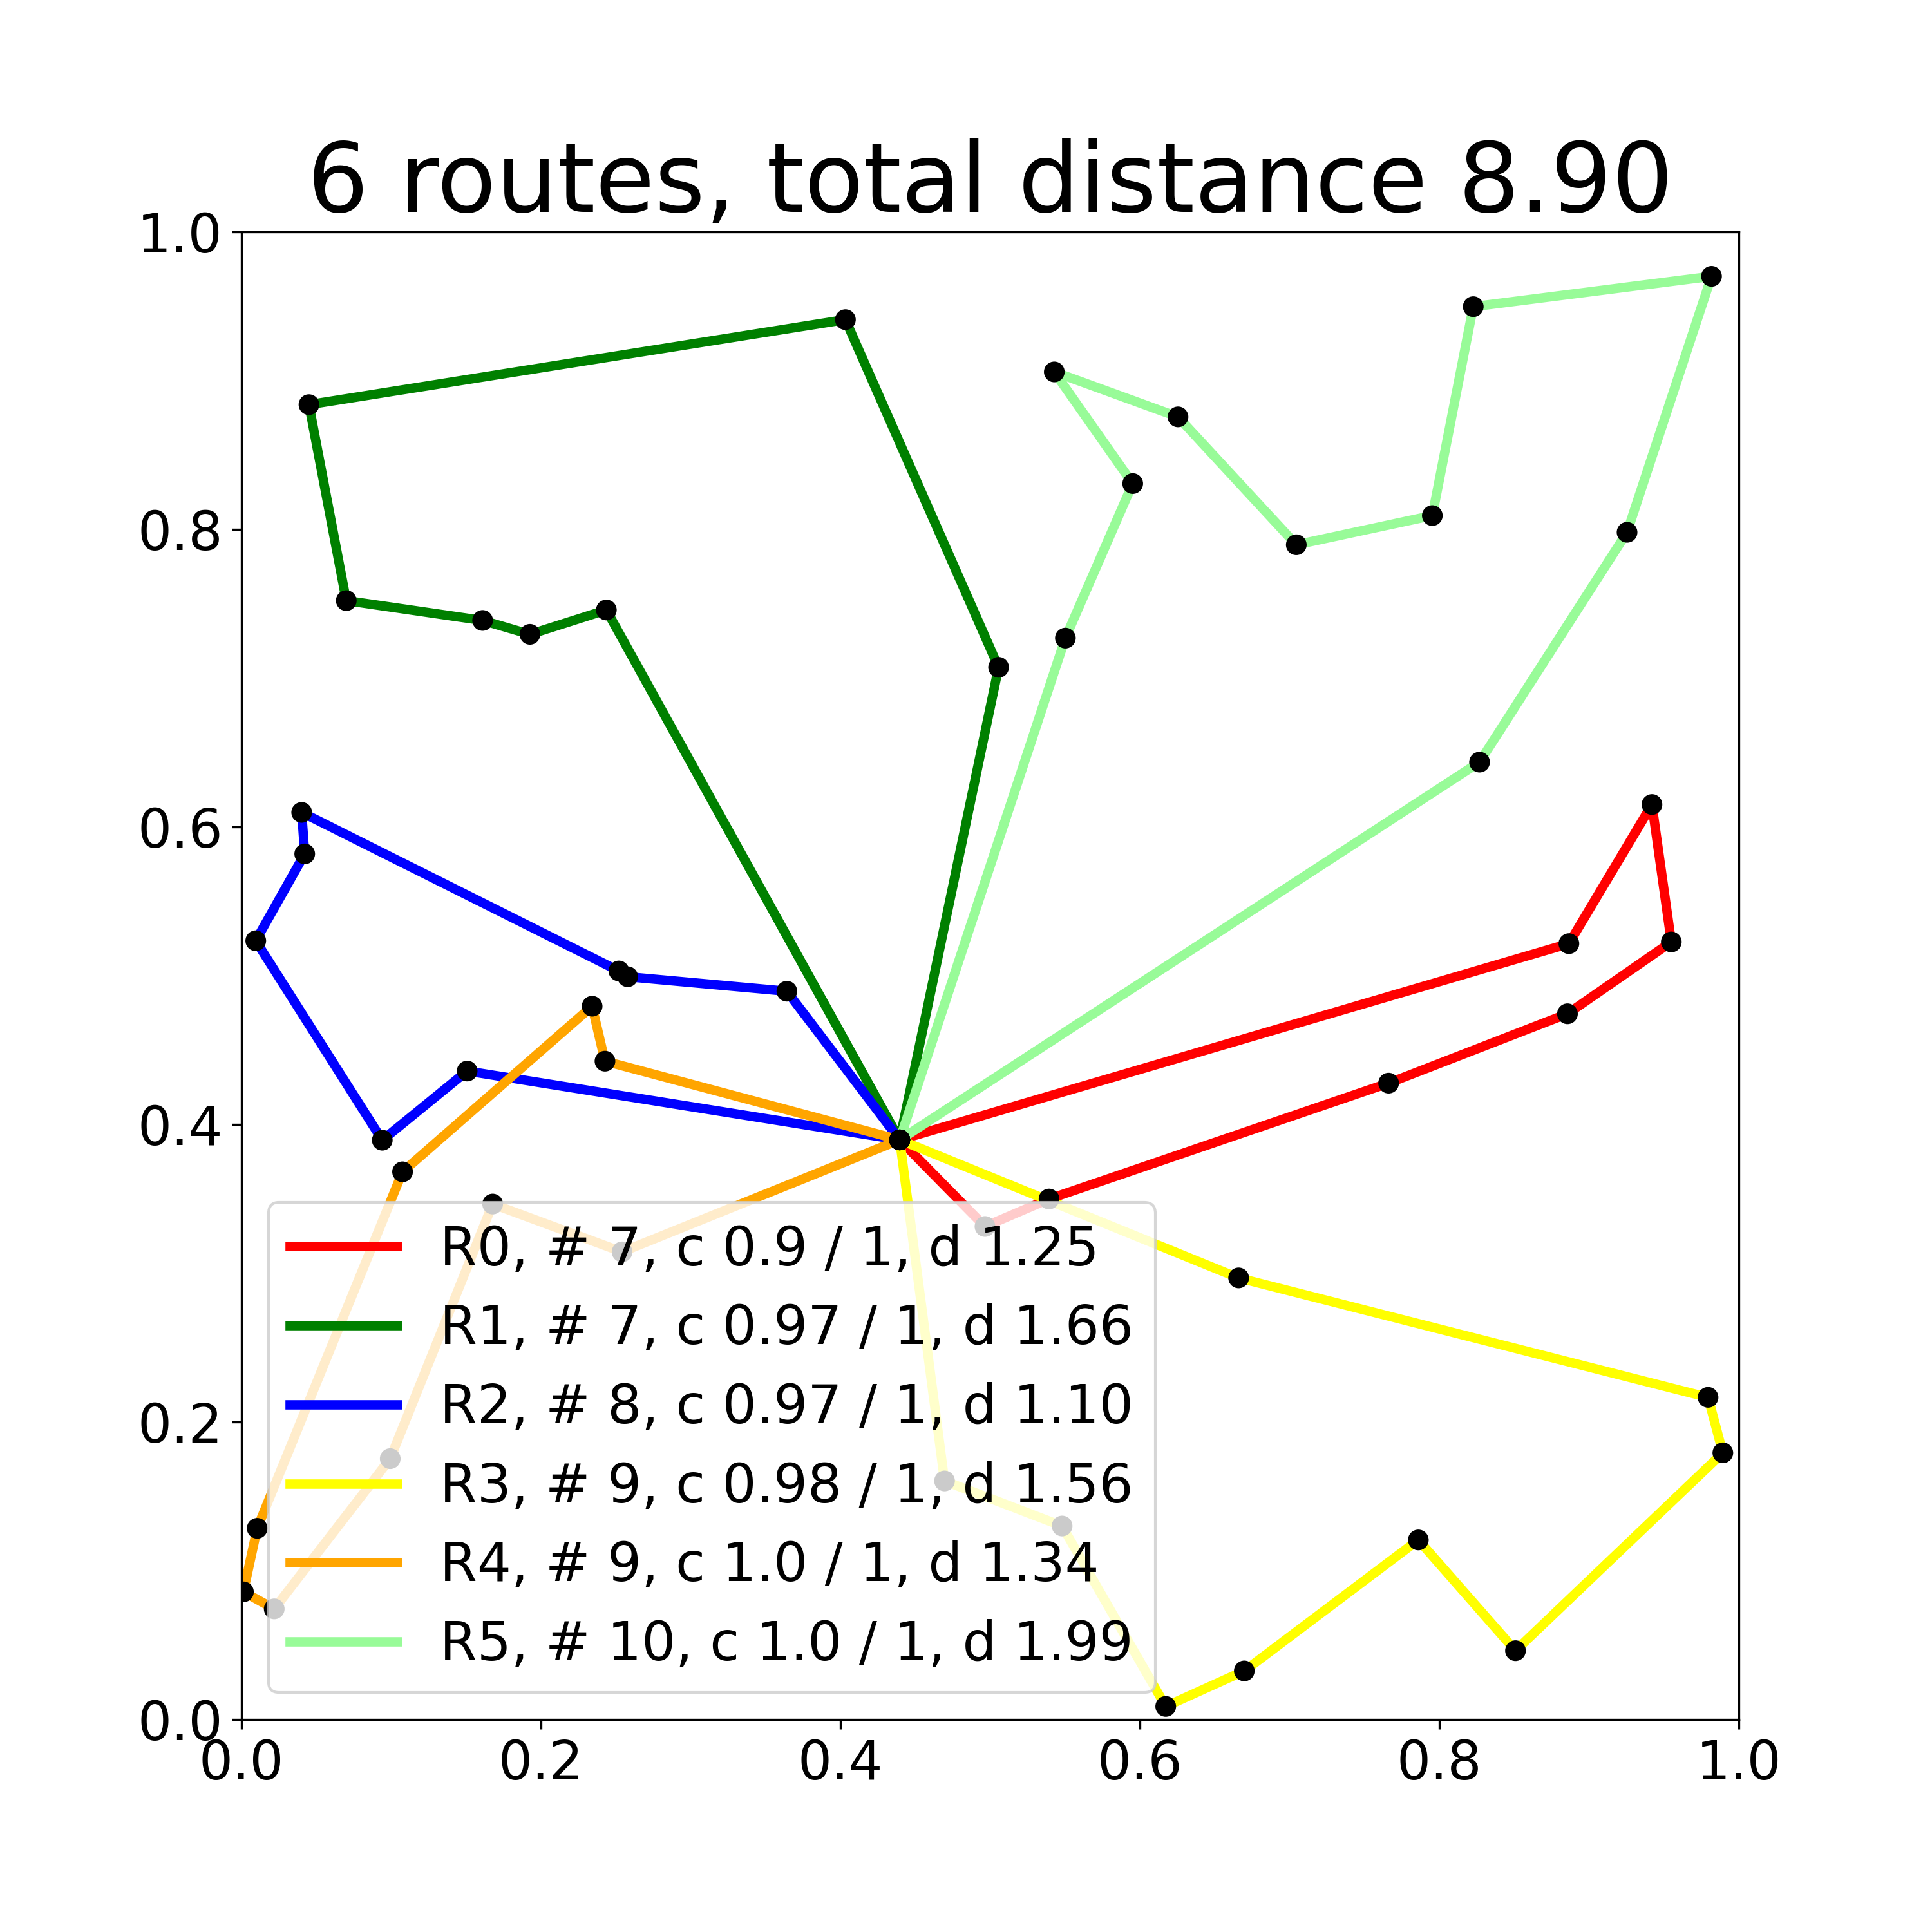 6 routes, total distance 8.90
1.0
0.8
0.6
0.4
0.2
0.0
R0, # 7, c 0.9 / 1, d 1.25
R1, # 7, c 0.97 / 1, d 1.66
R2, # 8, c 0.97 / 1, d 1.10
R3, # 9, c 0.98 / 1, d 1.56
R4, # 9, c 1.0 / 1, d 1.34
R5, # 10, c 1.0 / 1, d 1.99
0.0 0.2 0.4 0.6 0.8 1.0